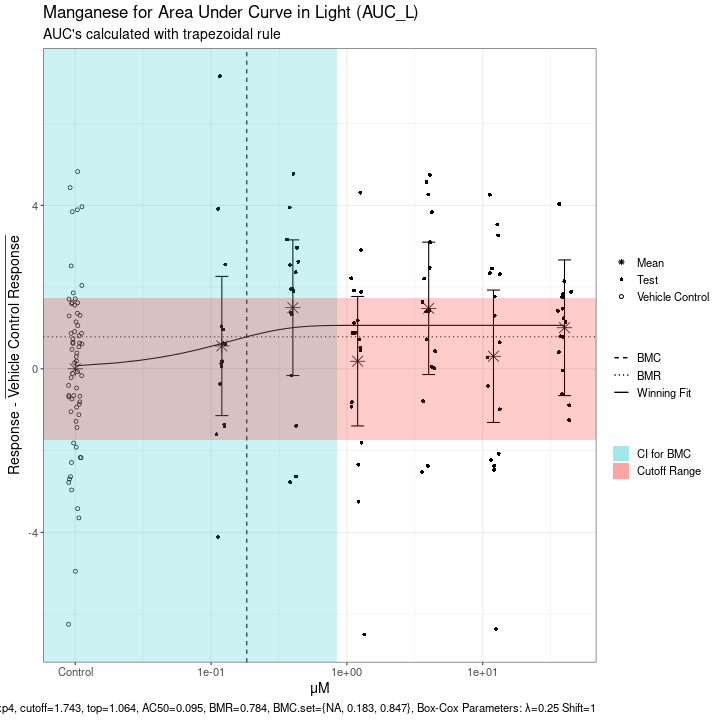 Manganese for Area Under Curve in Light (AUC_L)
AUC's calculated with trapezoidal rule
Response - Vehicle Control Response
4
0
-4
Control
1e-01
1e+00
1e+01
μM
Mean
Test
Vehicle Control
BMC
BMR
Winning Fit
CI for BMC
Cutoff Range
cutoff=1.743, top=1.064, AC50=0.095, BMR=0.784, BMC.set={NA, 0.183, 0.847}, Box-Cox Parameters: λ=0.25 Shift=1